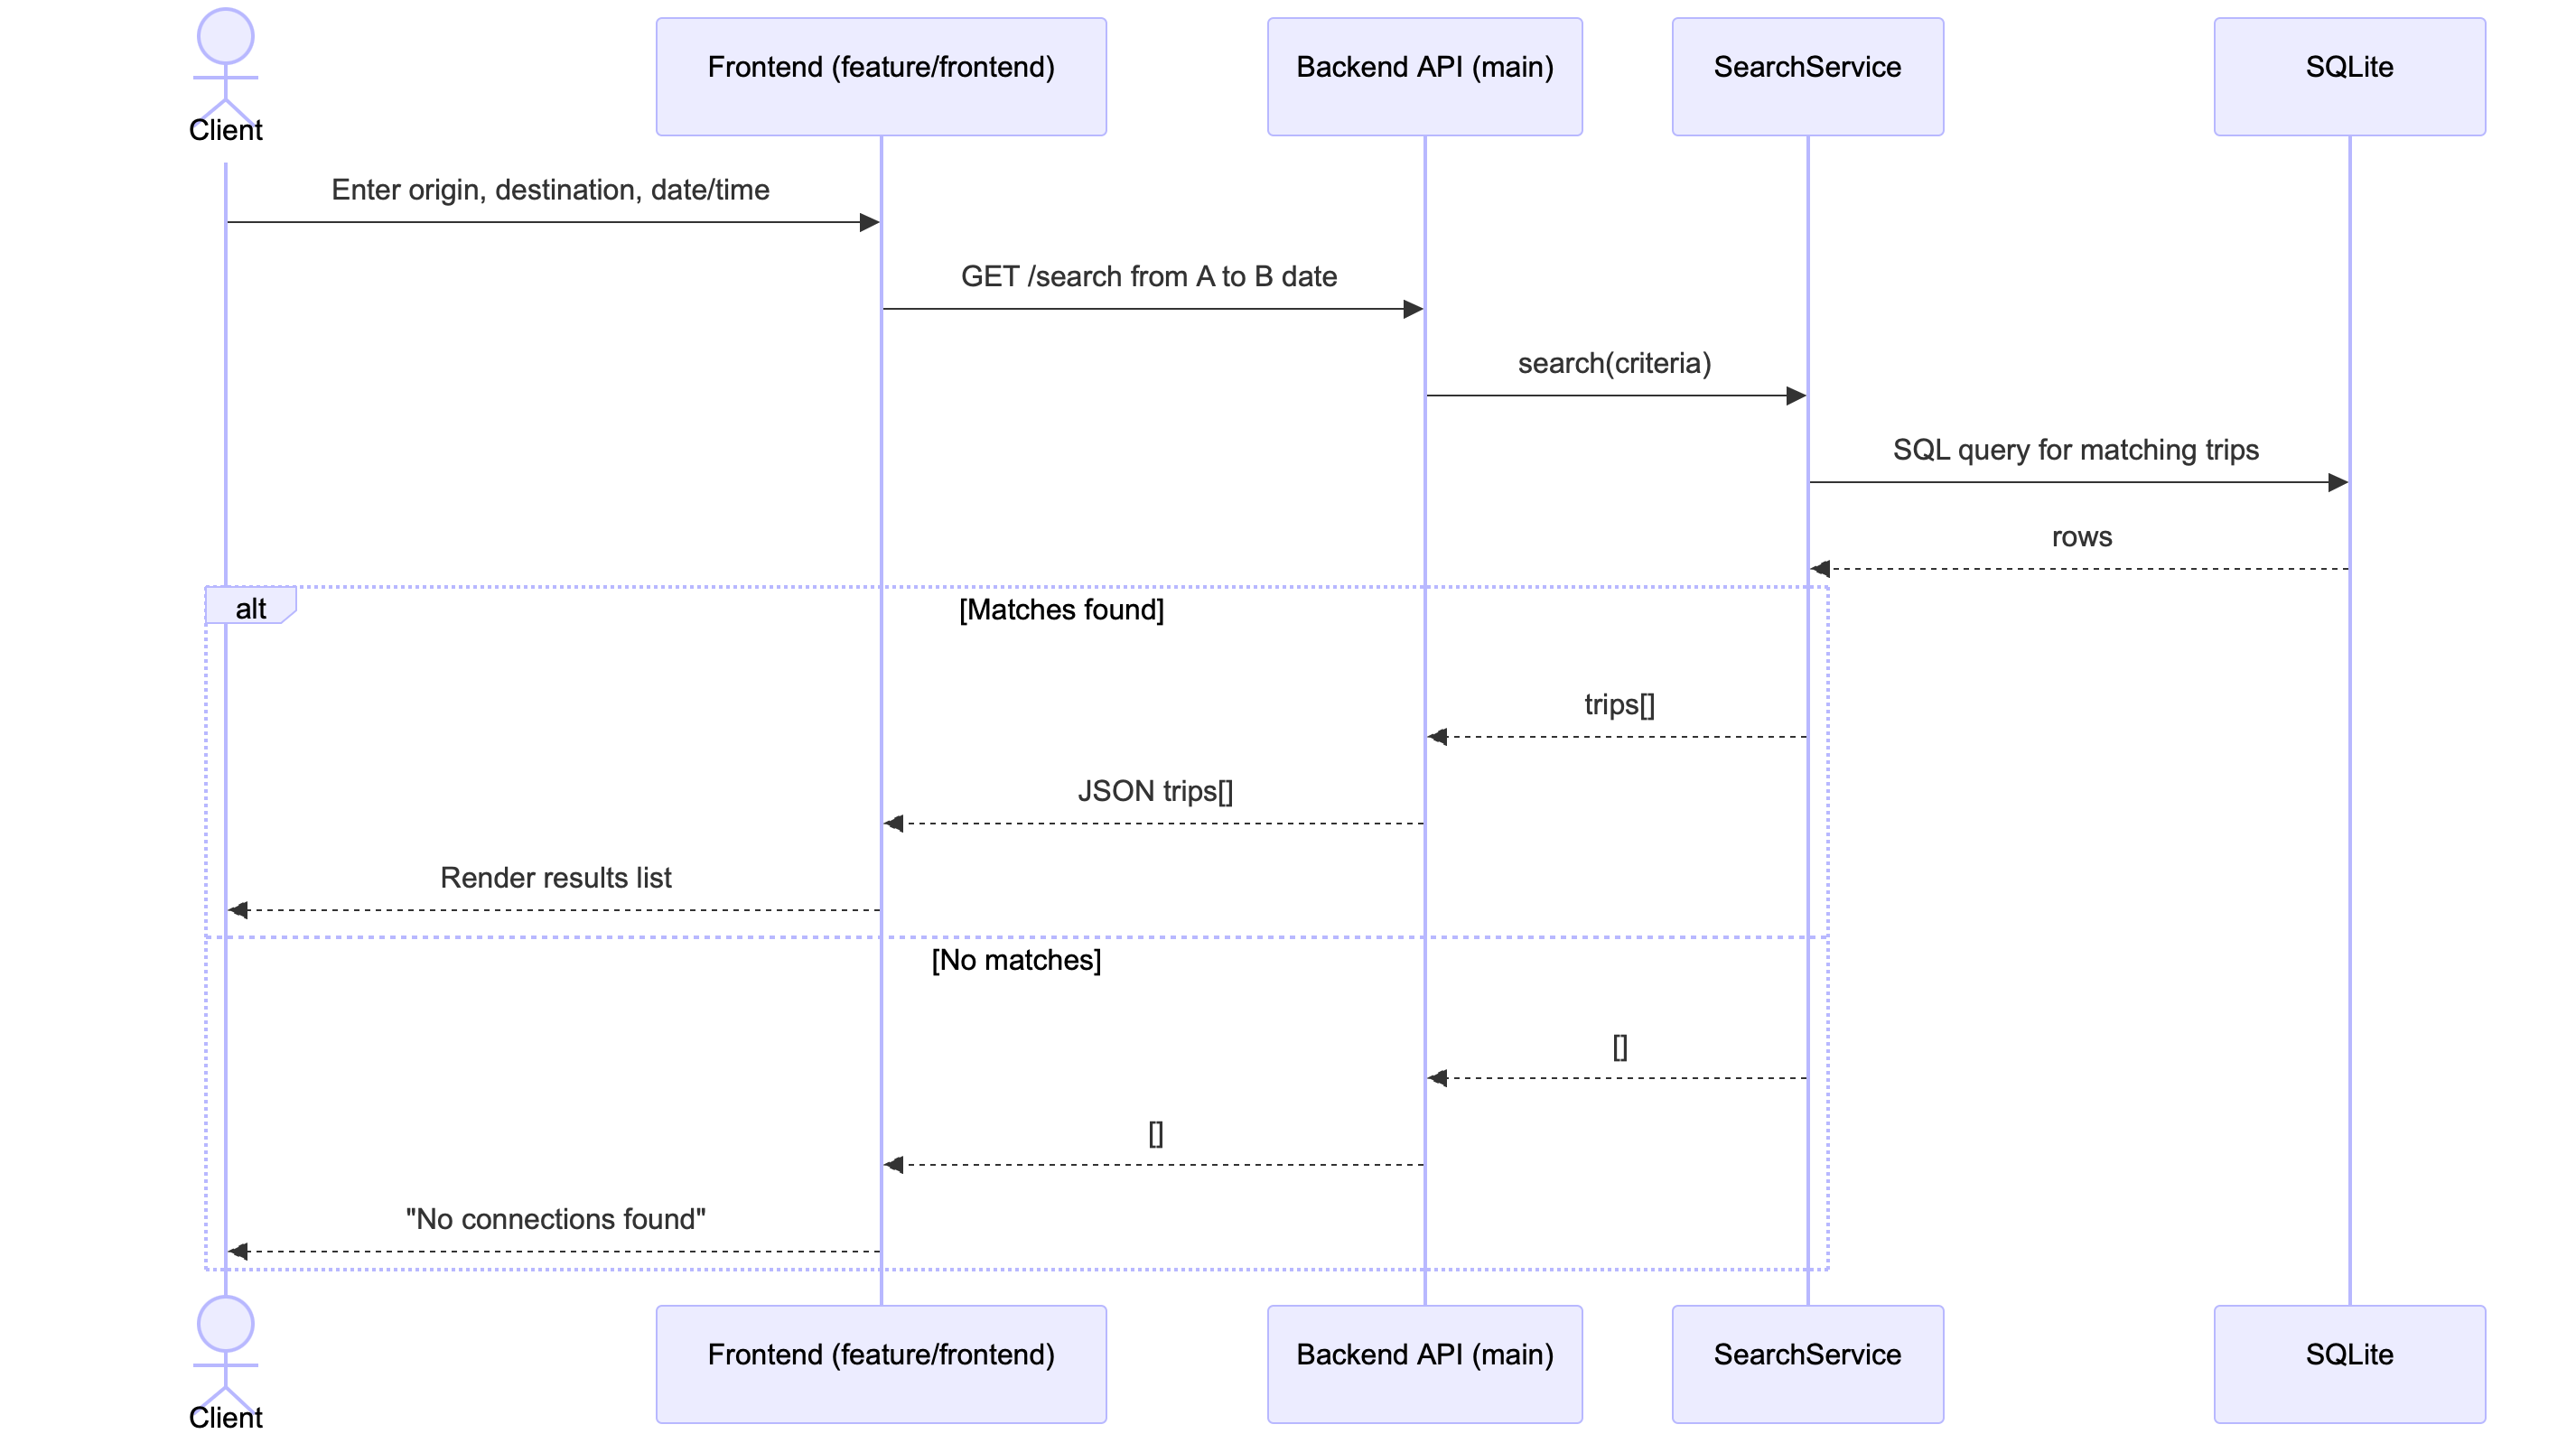 Client
Frontend (feature/frontend)
Backend API (main)
SearchService
SQLite
Enter origin, destination, date/time
GET /search from A to B date
search(criteria)
SQL query for matching trips
rows
alt
[Matches found]
trips[]
JSON trips[]
Render results list
[No matches]
[]
[]
"No connections found"
Client
Frontend (feature/frontend)
Backend API (main)
SearchService
SQLite